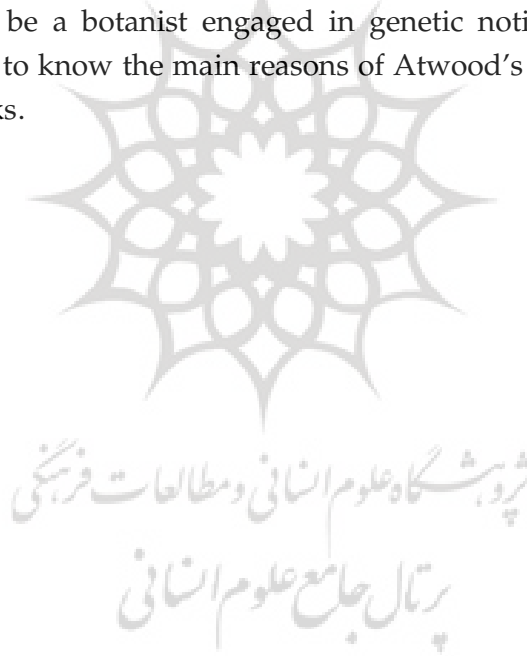 be a botanist engaged in genetic noti
to know the main reasons of Atwood's
ks.
پژوهشگاه علوم انسانی و مطالعات فرهنگی
پرتال جامع علوم انسانی